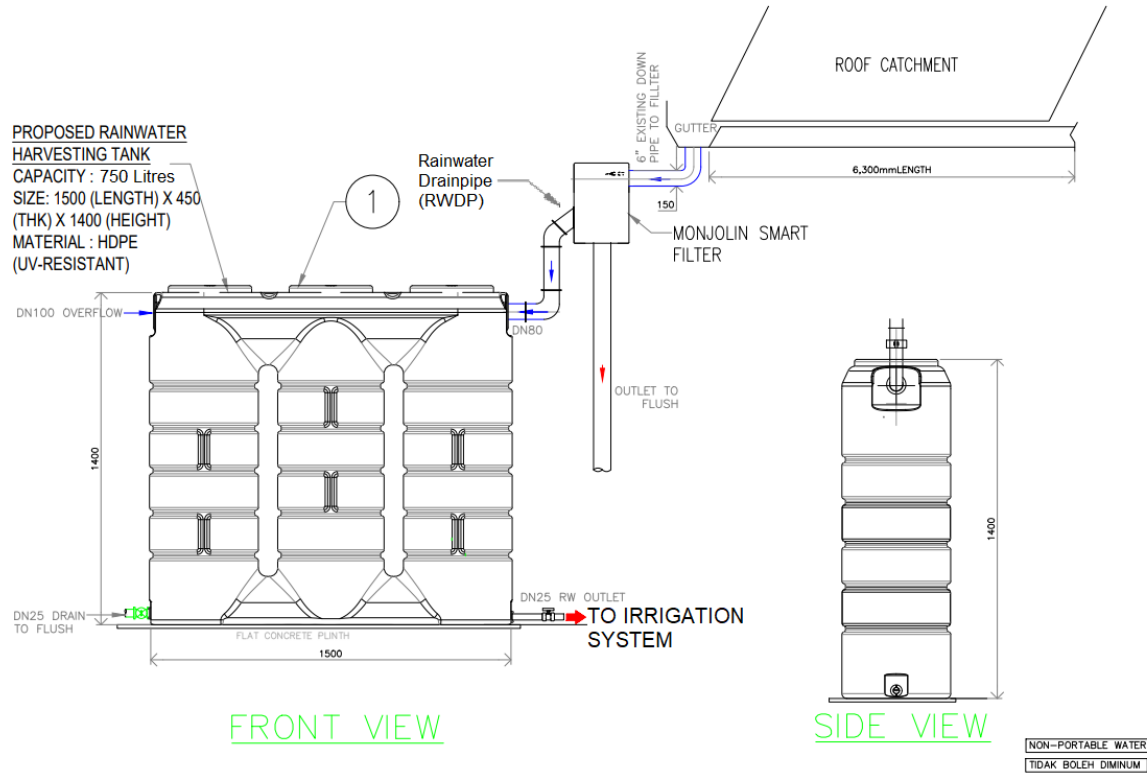 ROOF CATCHMENT
6" EXISTING DOWN
PIPE TO FILLTER
GUTTER
6,300mmLENGTH
150
PROPOSED RAINWATER
HARVESTING TANK
CAPACITY : 750 Litres
SIZE: 1500 (LENGTH) X 450
(THK) X 1400 (HEIGHT)
MATERIAL : HDPE
(UV-RESISTANT)
1
Rainwater
Drainpipe
(RWDP)
MONJOLIN SMART
FILTER
DN100 OVERFLOW
DN80
OUTLET TO
FLUSH
1400
1400
DN25 DRAIN
TO FLUSH
DN25 RW OUTLET
TO IRRIGATION
SYSTEM
FLAT CONCRETE PLINTH
1500
FRONT VIEW
SIDE VIEW
NON-PORTABLE WATER
TIDAK BOLEH DIMINUM